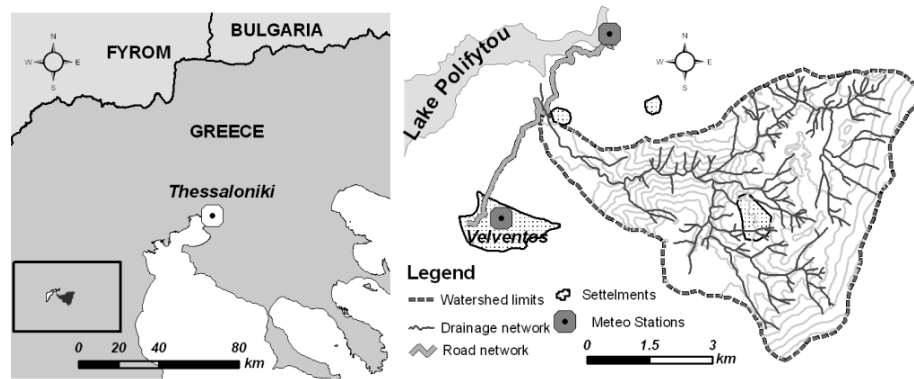 BULGARIA
FYROM
N
W E
S
GREECE
Thessaloniki
0 20 40 80
km
Lake Polifytou
N
W E
S
Velventos
Legend
Watershed limits
Settelments
Drainage network
Meteo Stations
Road network
0 1.5 3
km